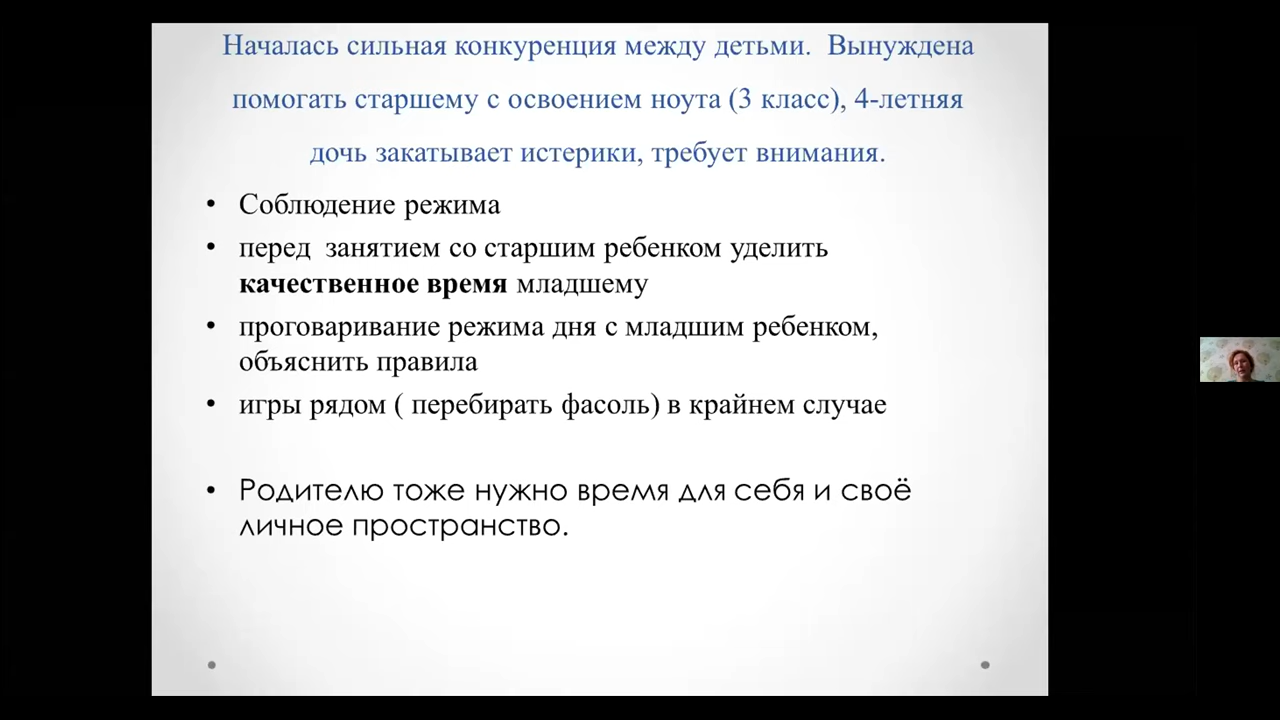 Началась сильная конкуренция между детьми.  Вынуждена
помогать старшему с освоением ноута (3 класс), 4-летняя
дочь закатывает истерики, требует внимания.
• Соблюдение режима
• перед  занятием со старшим ребенком уделить
качественное время младшему
• проговаривание режима дня с младшим ребенком,
объяснить правила
• игры рядом ( перебирать фасоль) в крайнем случае
• Родителю тоже нужно время для себя и своё
личное пространство.